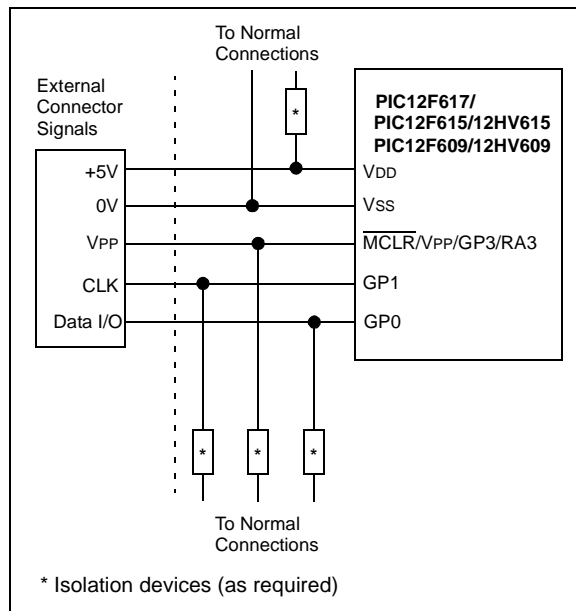 To Normal
Connections
External
Connector
Signals
*
PIC12F617/
PIC12F615/12HV615
PIC12F609/12HV609
+5V
VDD
0V
VSS
VPP
MCLR/VPP/GP3/RA3
CLK
GP1
Data I/O
GP0
*
*
*
To Normal
Connections
* Isolation devices (as required)